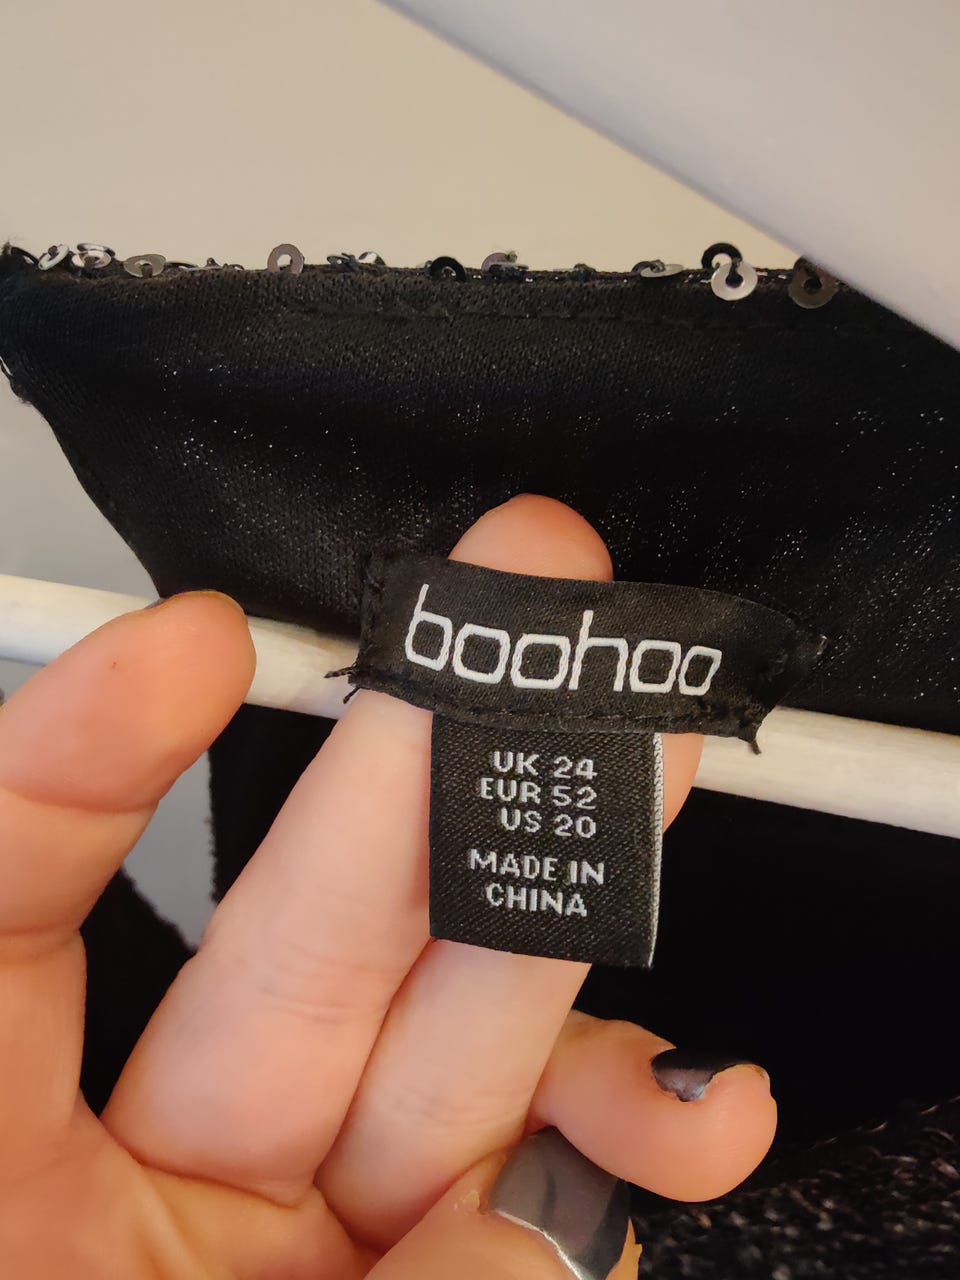 boohoo
UK 24
EUR 52
US 20
MADE IN
CHINA